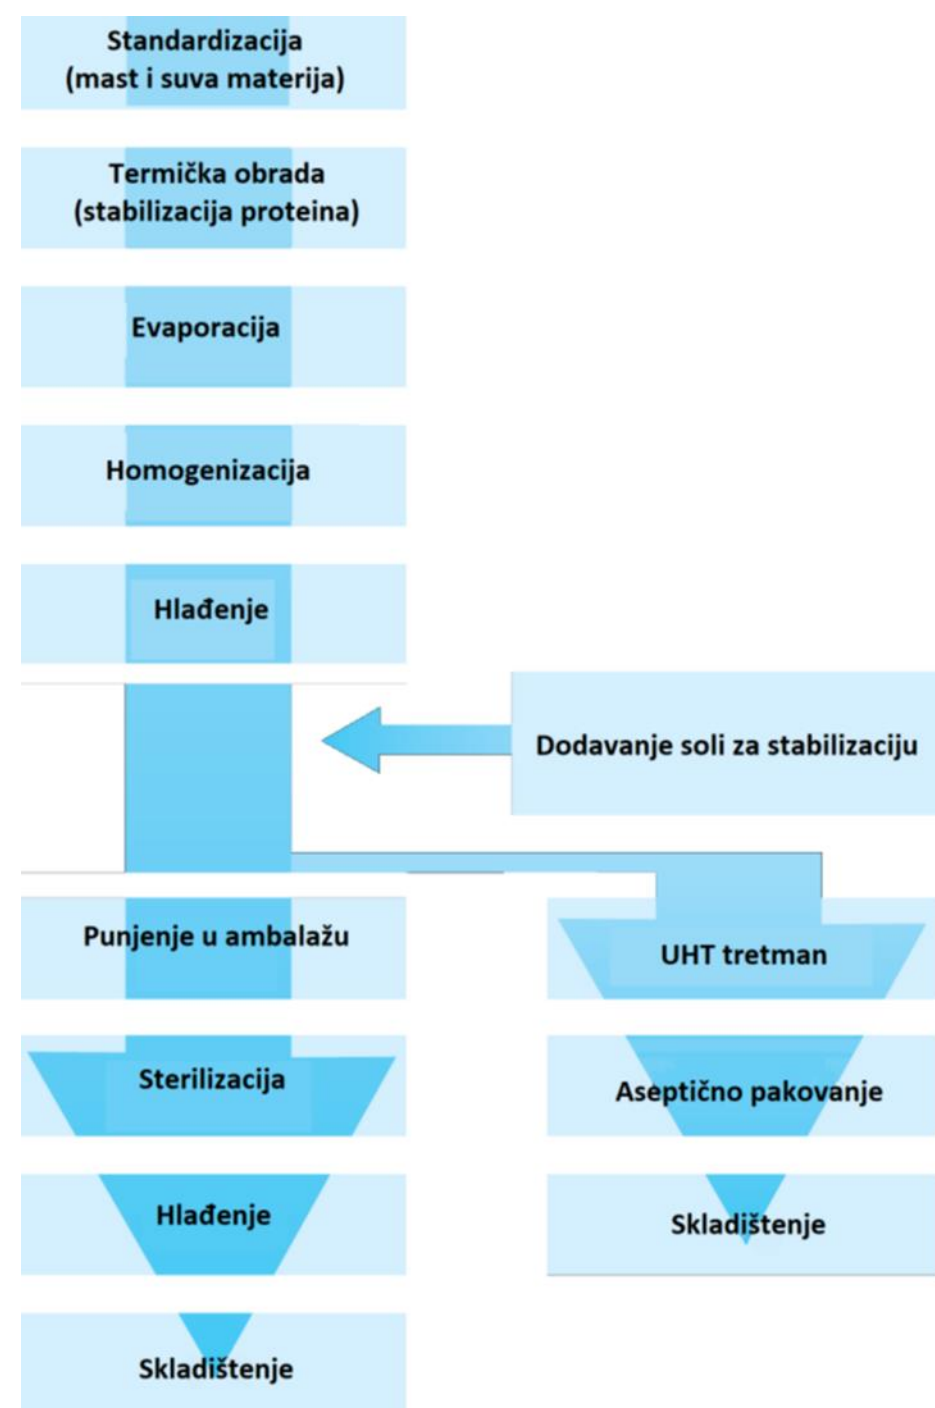 Standardizacija
(mast i suva materija)
Termička obrada
(stabilizacija proteina)
Evaporacija
Homogenizacija
Hlađenje
Dodavanje soli za stabilizaciju
Punjenje u ambalažu
UHT tretman
Sterilizacija
Aseptično pakovanje
Hlađenje
Skladištenje
Skladištenje